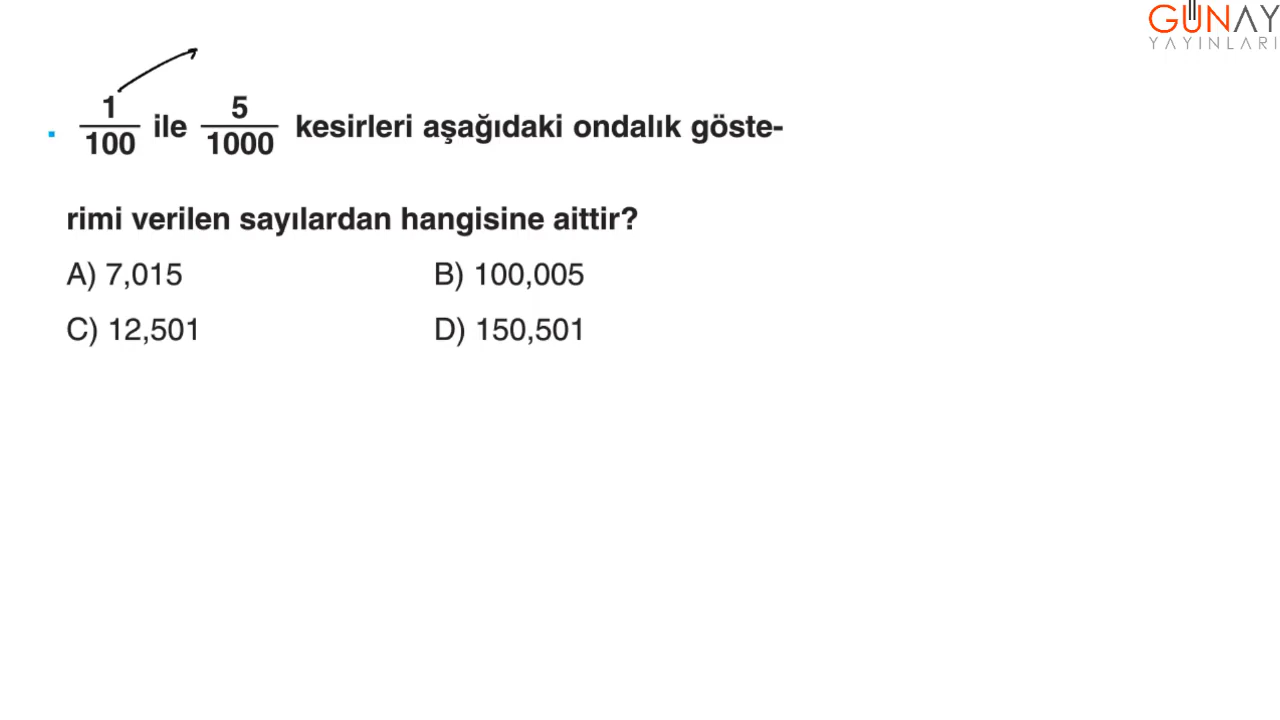 GÜNAY
YAYINLARI
. 1/100 ile 5/1000 kesirleri aşağıdaki ondalık göste-
rimi verilen sayılardan hangisine aittir?
A) 7,015 B) 100,005
C) 12,501 D) 150,501